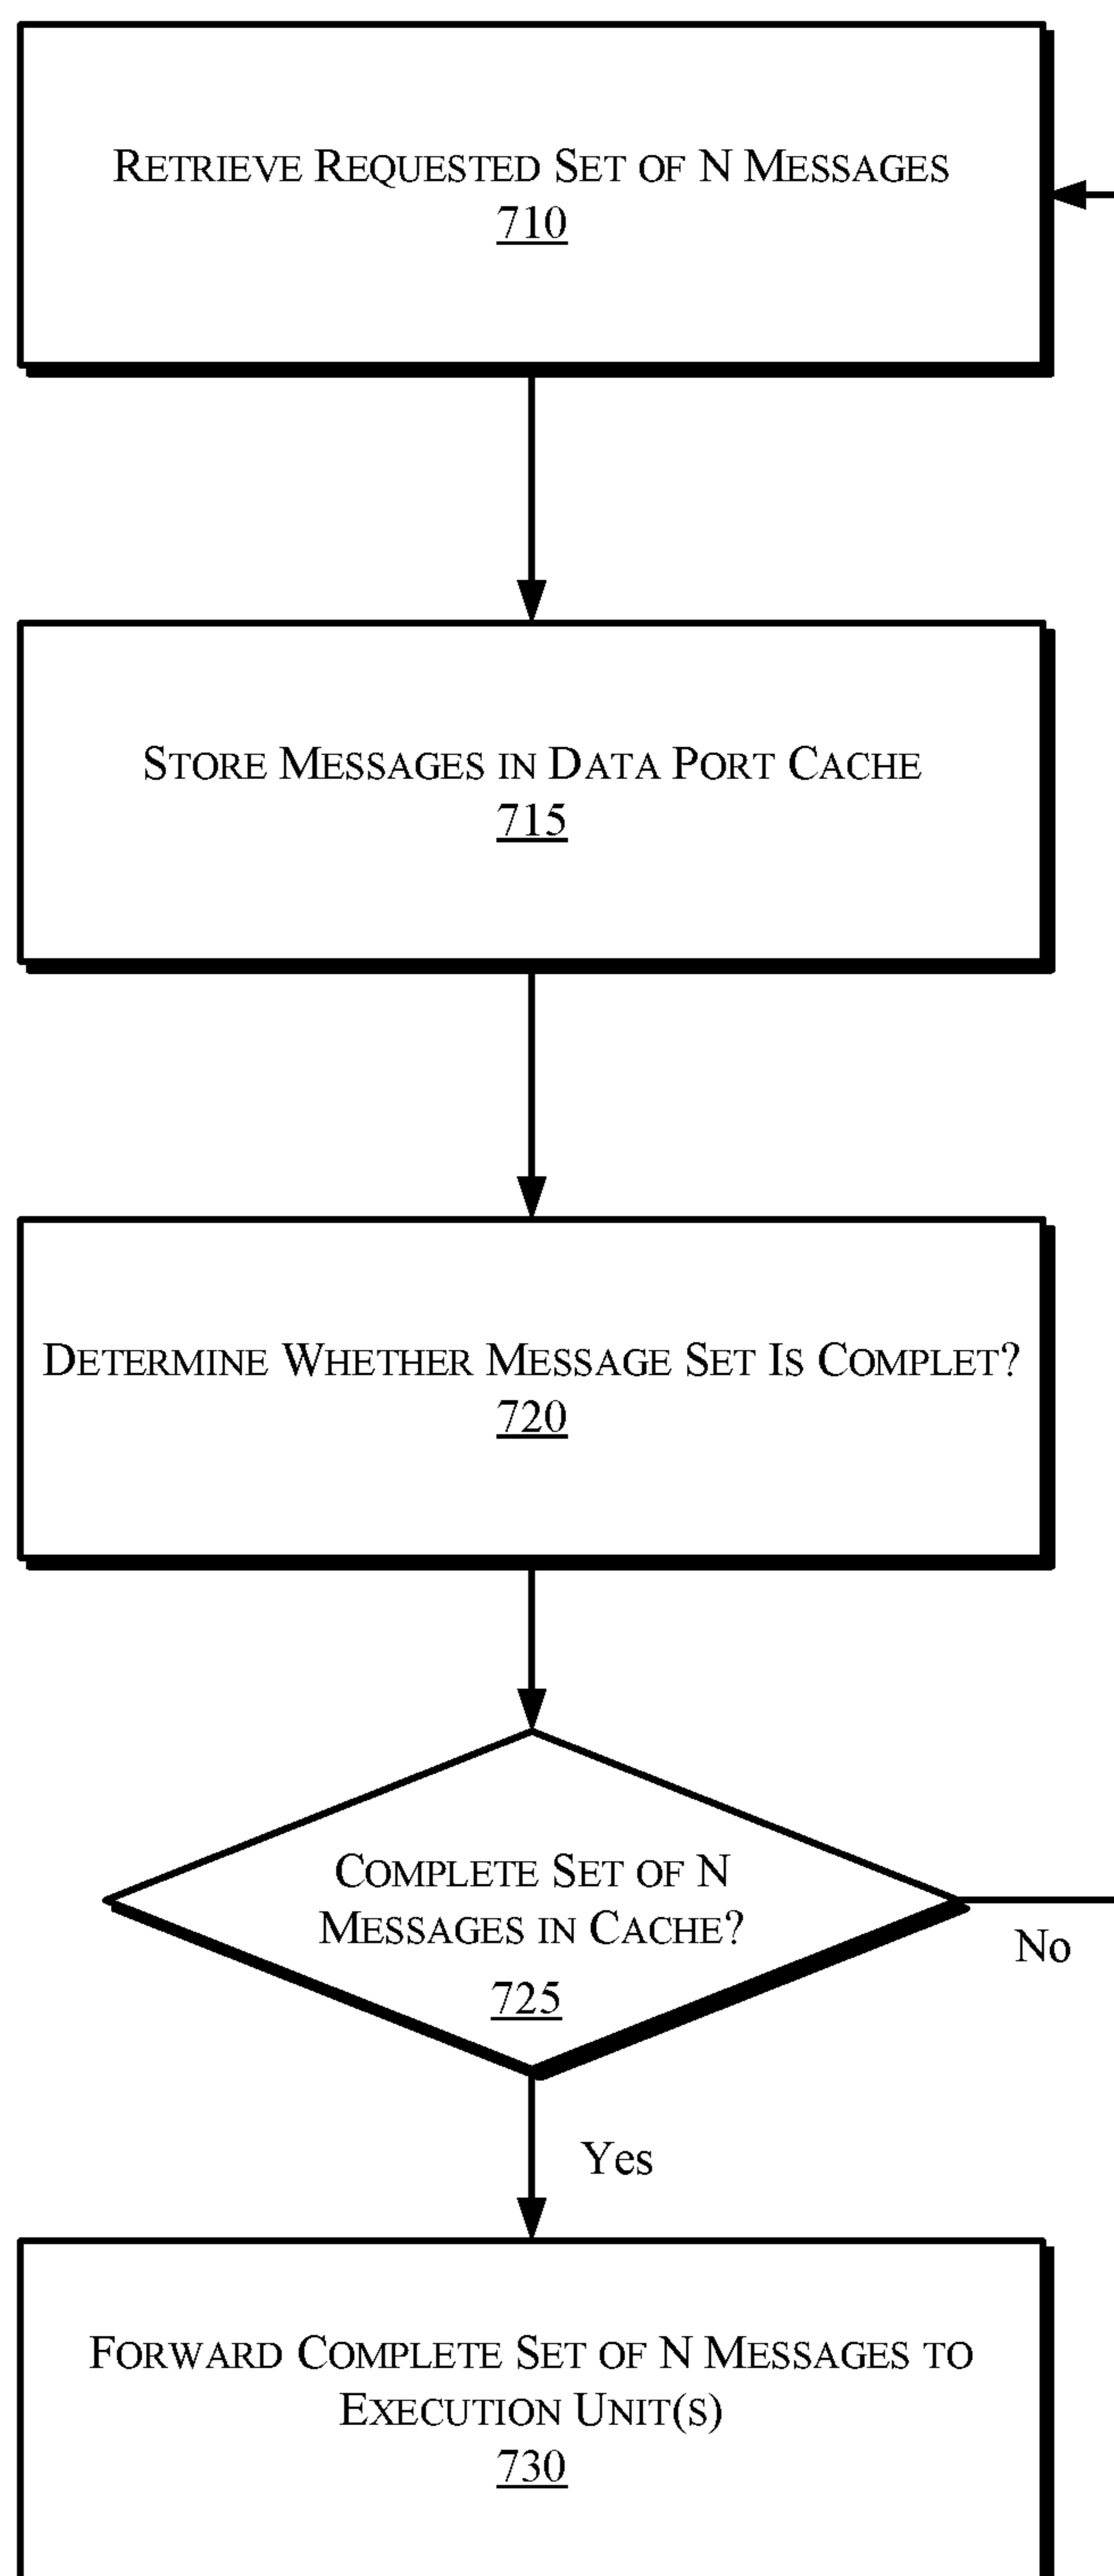 RETRIEVE REQUESTED SET OF N MESSAGES
710
STORE MESSAGES IN DATA PORT CACHE
715
DETERMINE WHETHER MESSAGE SET IS COMPLET?
720
COMPLETE SET OF N
MESSAGES IN CACHE?
725
No
Yes
FORWARD COMPLETE SET OF N MESSAGES TO
EXECUTION UNIT(S)
730